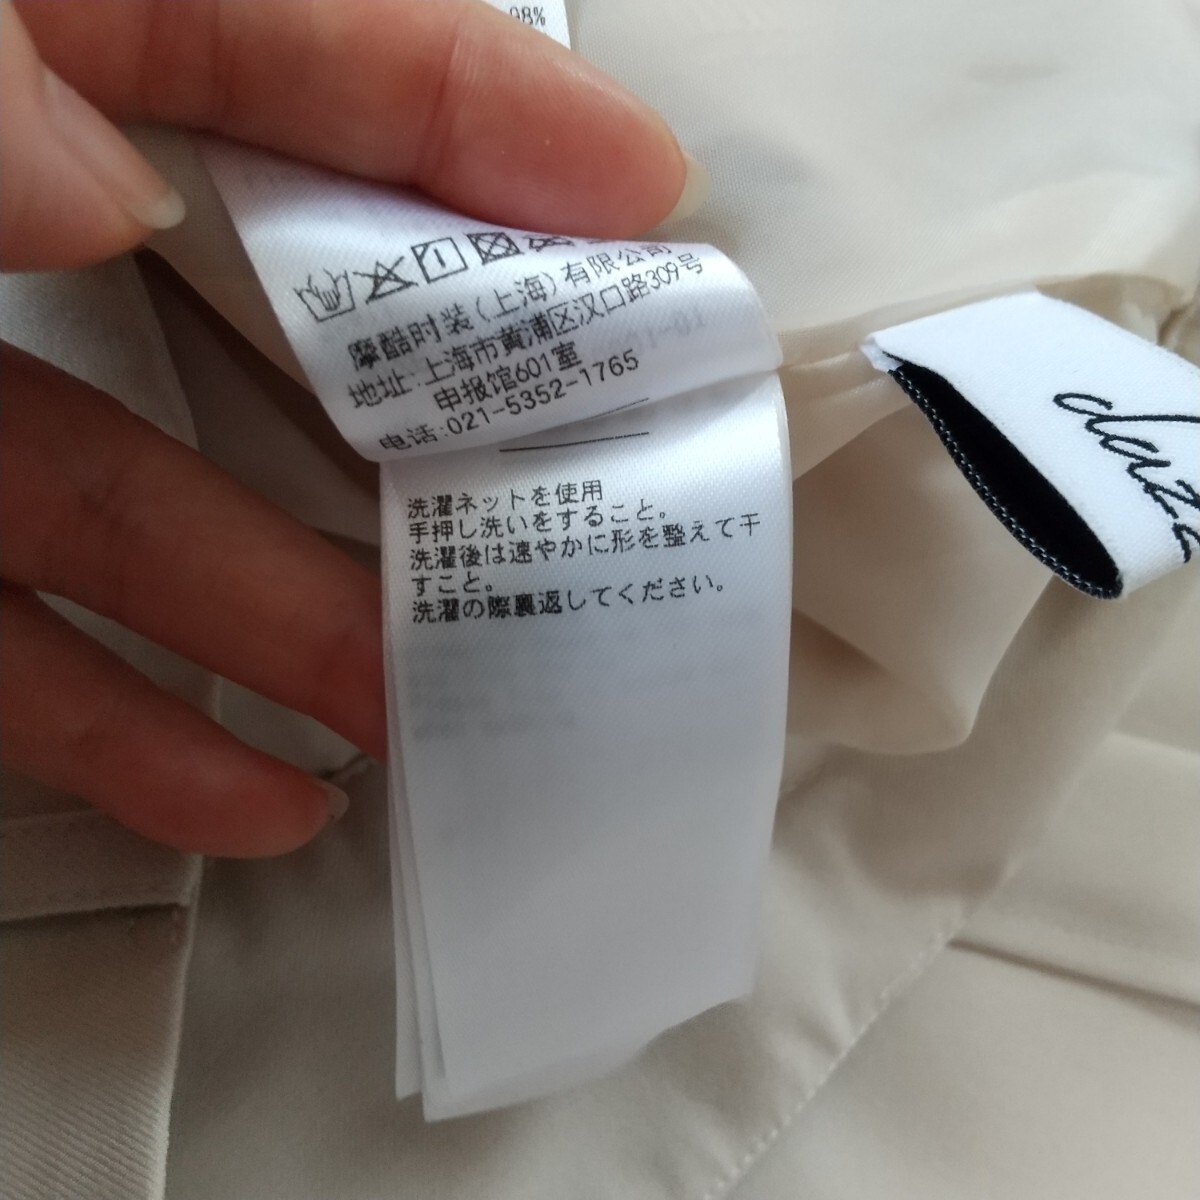 98%
摩酷时装(上海)有限公司
地址:上海市黄浦区汉口路309号
申报馆601室
电话:021-5352-1765
洗濯ネットを使用
手押し洗いをすること。
洗濯後は速やかに形を整えて干
すこと。
洗濯の際裏返してください。